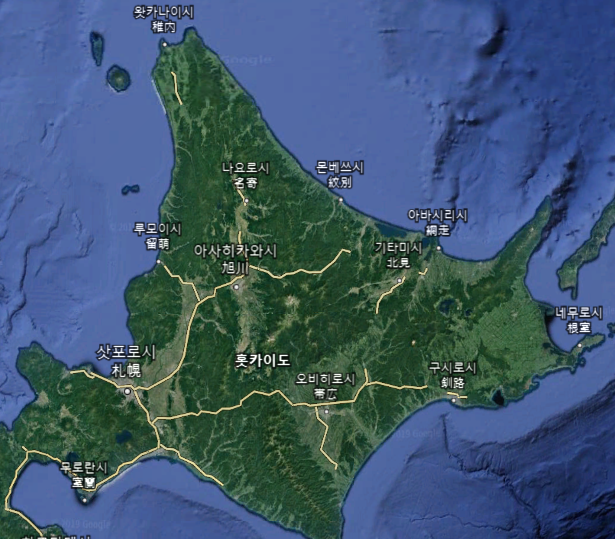 왓카나이시
稚内
나요로시
名寄
몬베쓰시
紋別
루모이시
留萌
아바시리시
網走
아사히카와시
旭川
기타미시
北見
네무로시
根室
삿포로시
札幌
홋카이도
오비히로시
帯広
구시로시
釧路
무로란시
室蘭
Google